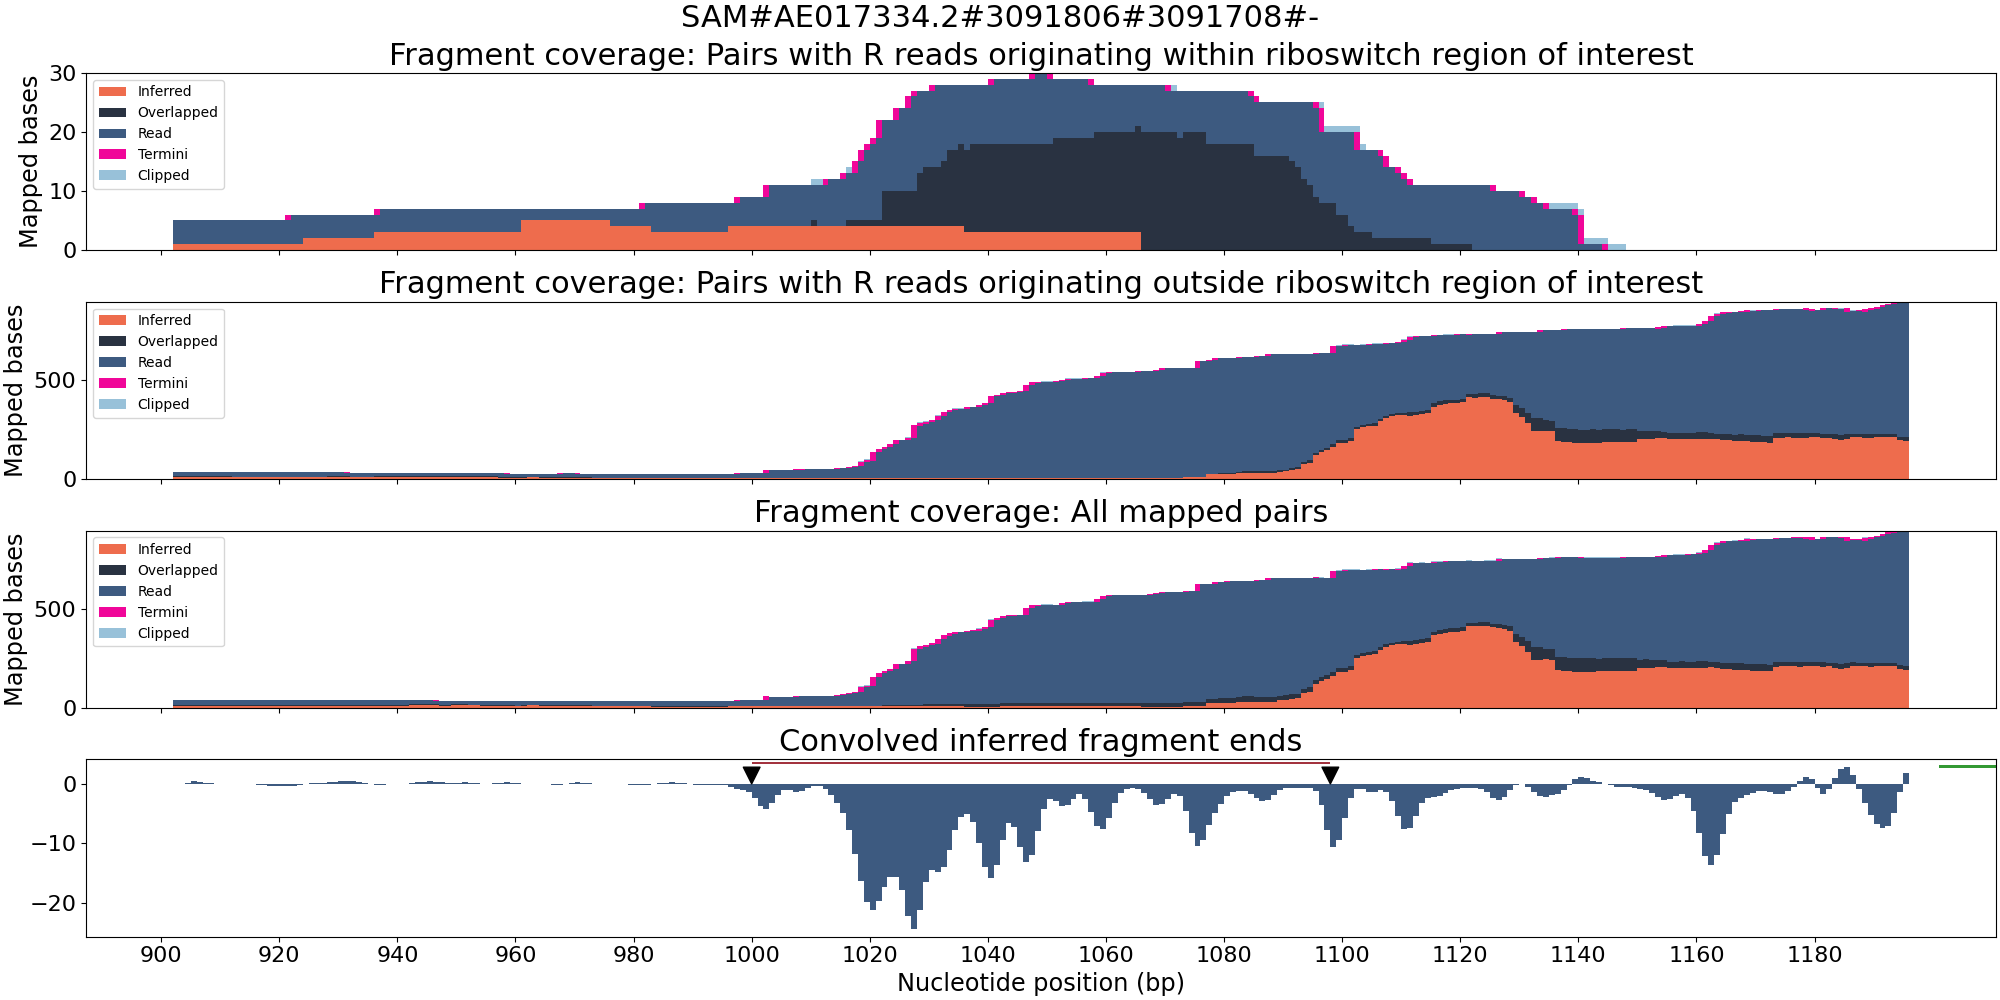 SAM#AE017334.2#3091806#3091708#-
Fragment coverage: Pairs with R reads originating within riboswitch region of interest
Mapped bases
30
20
10
0
Inferred
Overlapped
Read
Termini
Clipped
Fragment coverage: Pairs with R reads originating outside riboswitch region of interest
Mapped bases
500
0
Inferred
Overlapped
Read
Termini
Clipped
Fragment coverage: All mapped pairs
Mapped bases
500
0
Inferred
Overlapped
Read
Termini
Clipped
Convolved inferred fragment ends
0
−10
−20
900 920 940 960 980 1000 1020 1040 1060 1080 1100 1120 1140 1160 1180
Nucleotide position (bp)